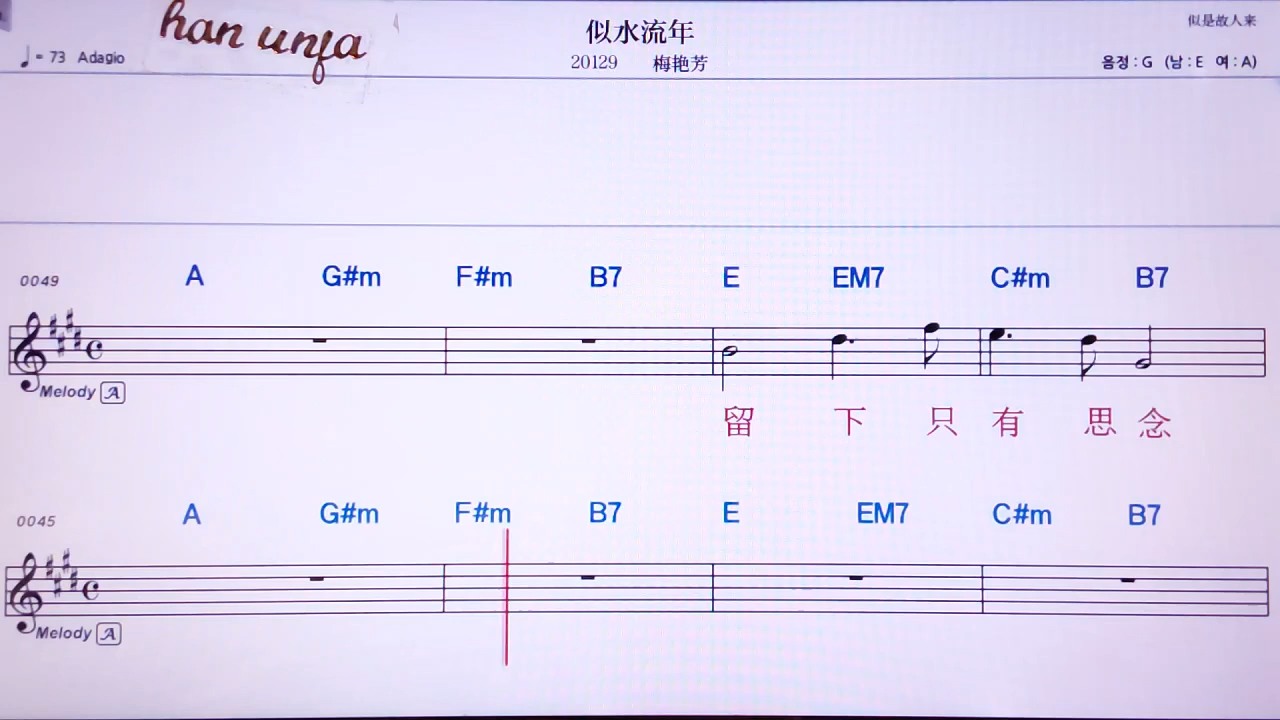 han unfa
似水流年
似是故人来
♩= 73 Adagio
20129 梅艳芳
음정 : G (남 : E 여 : A)
0049
A G#m F#m B7 E EM7 C#m B7
Melody A
留 下 只 有 思 念
0045
A G#m F#m B7 E EM7 C#m B7
Melody A